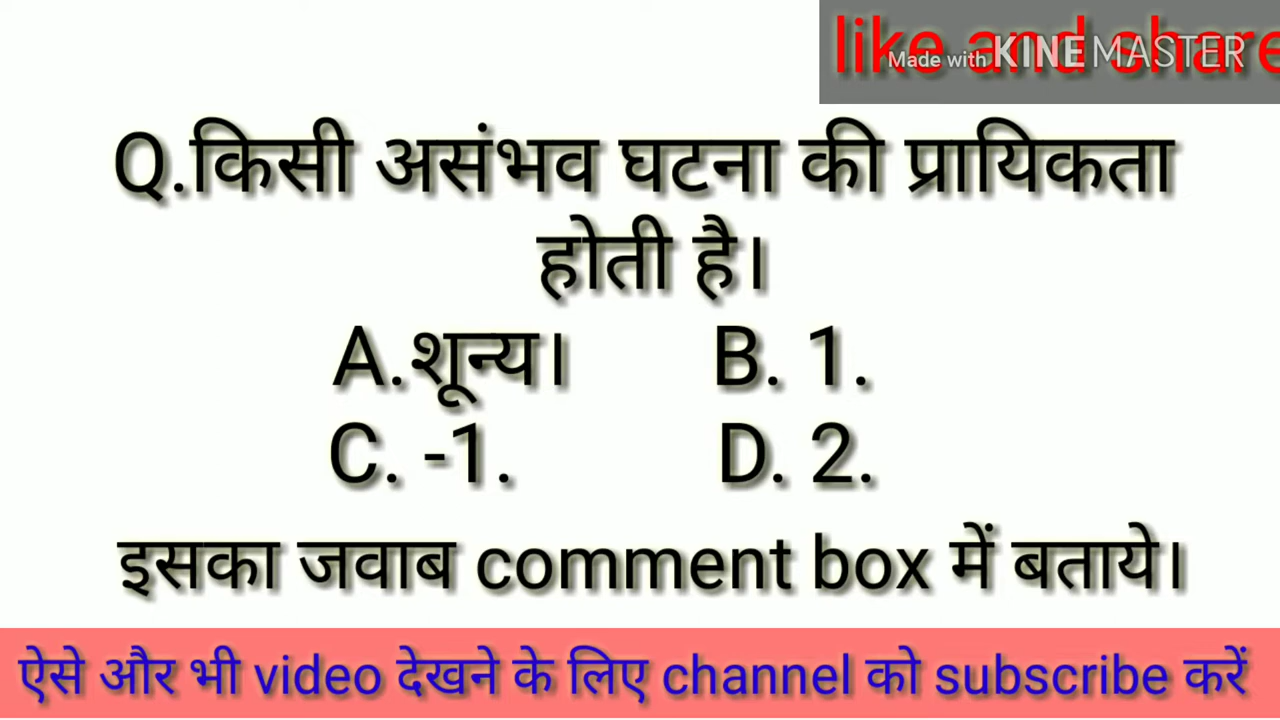 like and share
Made with KINEMASTER
Q.किसी असंभव घटना की प्रायिकता
होती है।
A.शून्य। B. 1.
C. -1. D. 2.
इसका जवाब comment box में बताये।
ऐसे और भी video देखने के लिए channel को subscribe करें